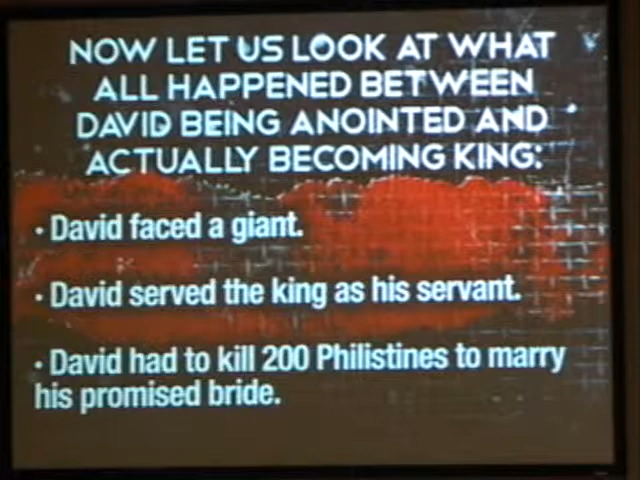 NOW LET US LOOK AT WHAT
ALL HAPPENED BETWEEN
DAVID BEING ANOINTED AND
ACTUALLY BECOMING KING:
· David faced a giant.
· David served the king as his servant.
· David had to kill 200 Philistines to marry
his promised bride.